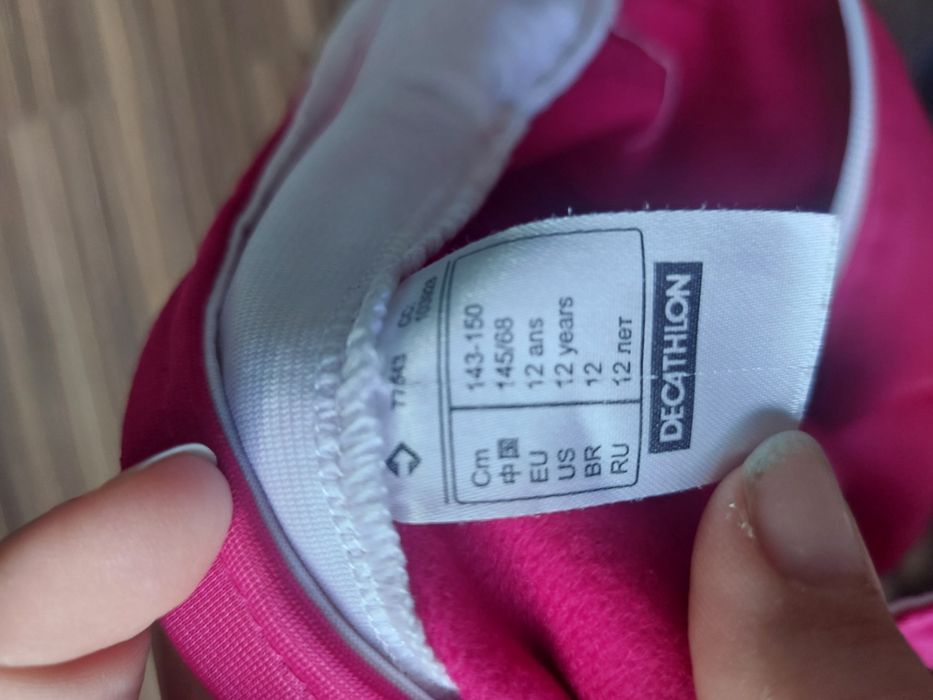 Cm 143-150
中国 145/68
EU 12 ans
US 12 years
BR 12
RU 12 лет
DECATHLON